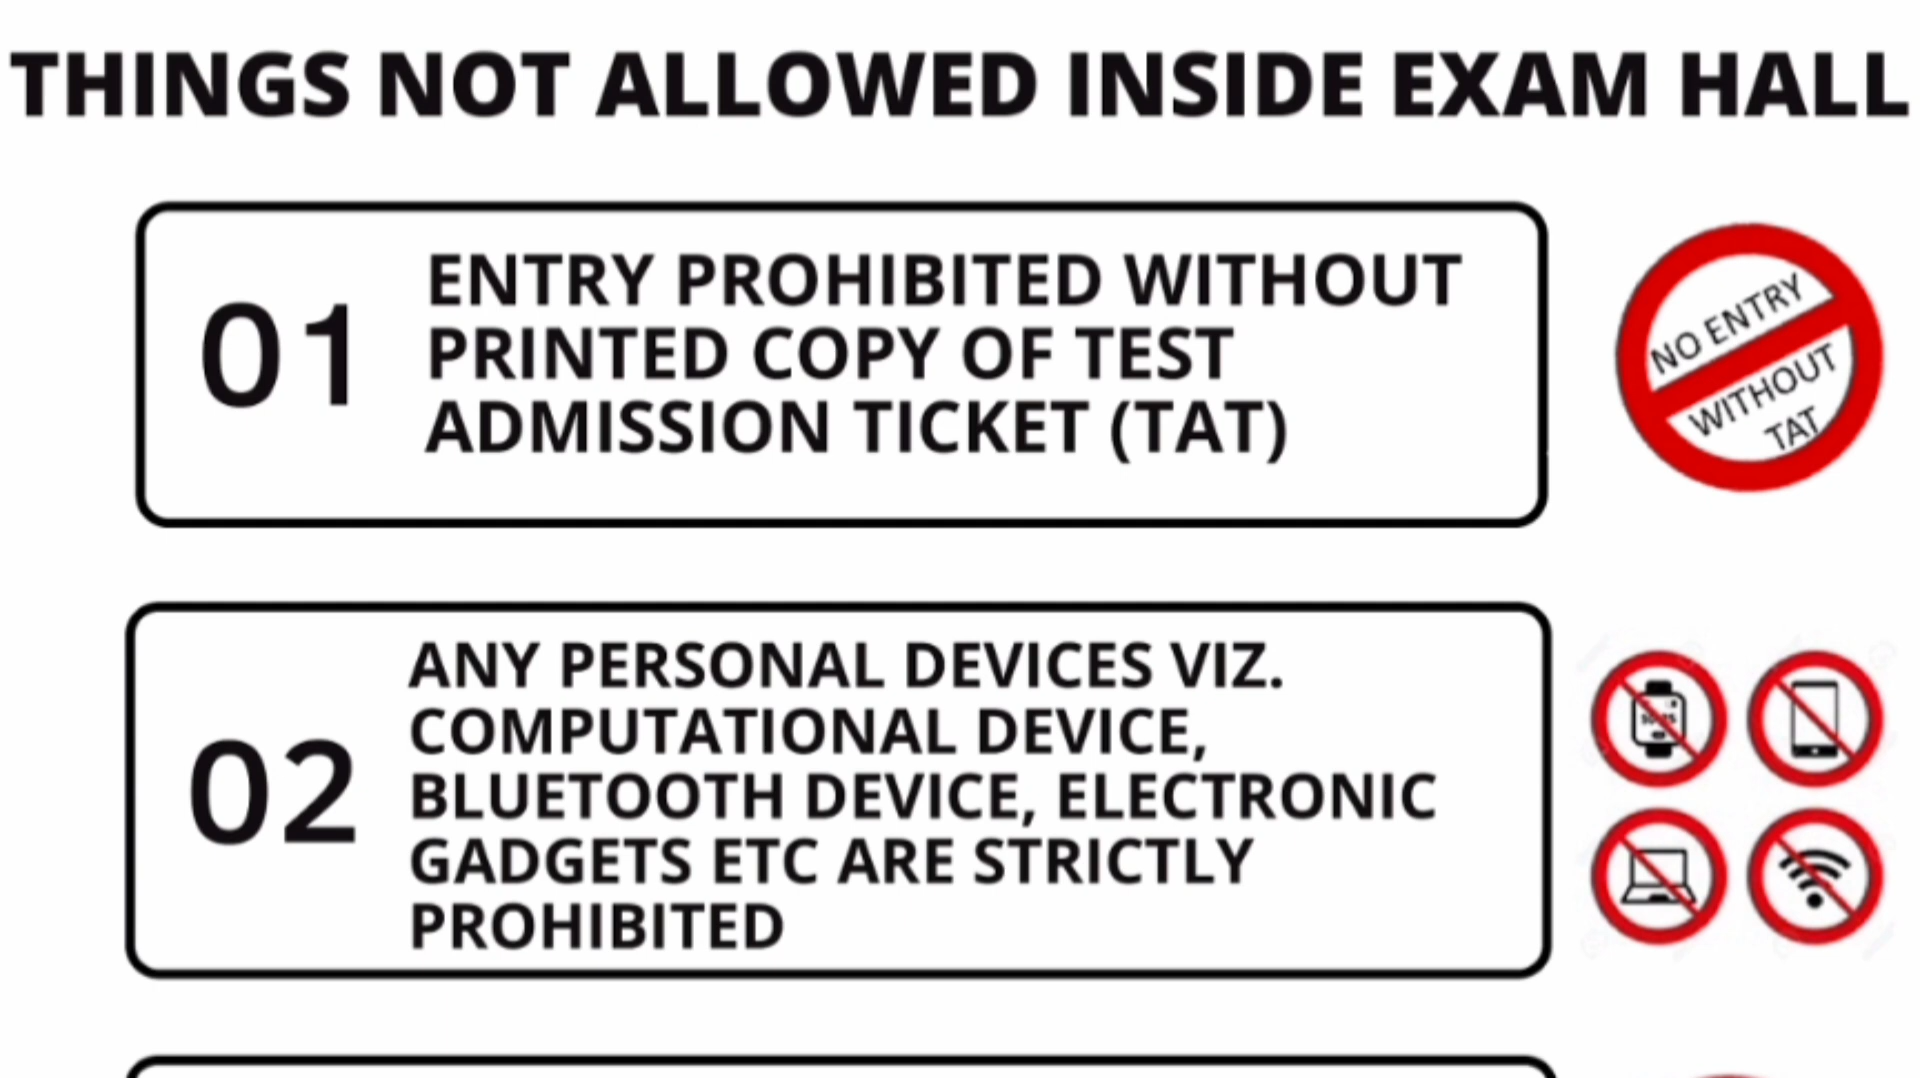 THINGS NOT ALLOWED INSIDE EXAM HALL
01
ENTRY PROHIBITED WITHOUT
PRINTED COPY OF TEST
ADMISSION TICKET (TAT)
NO ENTRY
WITHOUT
TAT
02
ANY PERSONAL DEVICES VIZ.
COMPUTATIONAL DEVICE,
BLUETOOTH DEVICE, ELECTRONIC
GADGETS ETC ARE STRICTLY
PROHIBITED